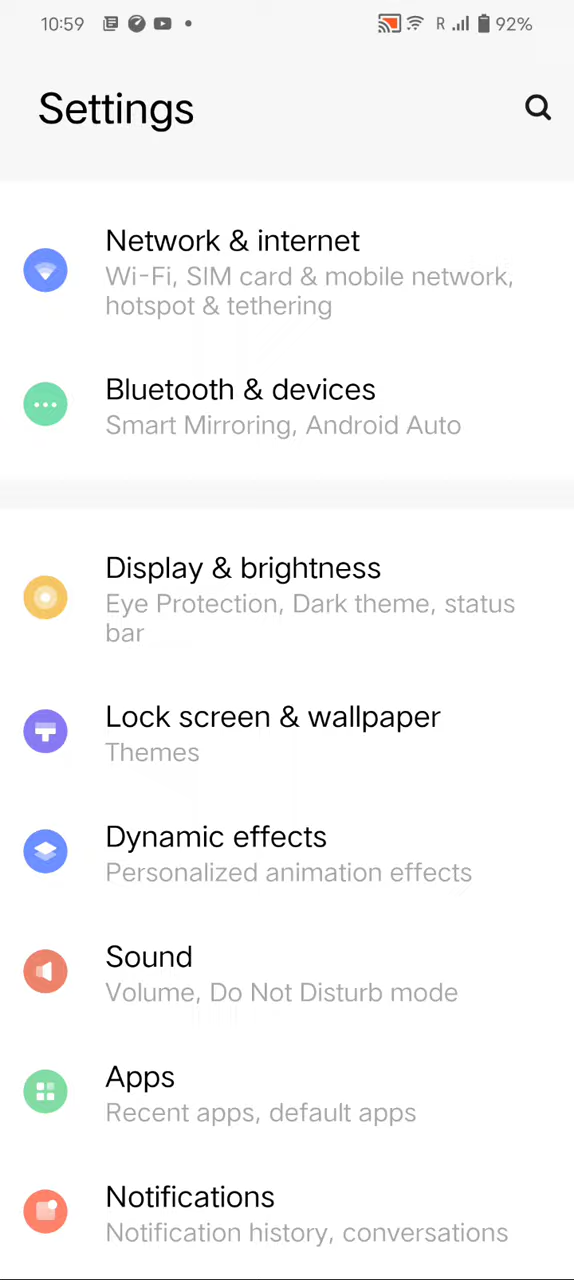 10:59 R 92%
Settings
Network & internet
Wi-Fi, SIM card & mobile network,
hotspot & tethering
Bluetooth & devices
Smart Mirroring, Android Auto
Display & brightness
Eye Protection, Dark theme, status
bar
Lock screen & wallpaper
Themes
Dynamic effects
Personalized animation effects
Sound
Volume, Do Not Disturb mode
Apps
Recent apps, default apps
Notifications
Notification history, conversations